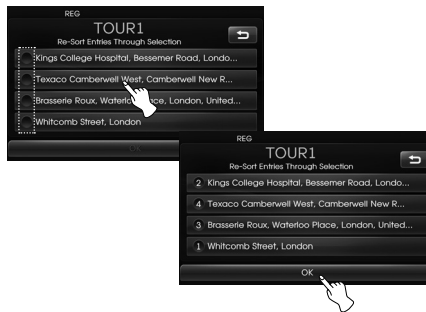 REG
TOUR1
Re-Sort Entries Through Selection
Kings College Hospital, Bessemer Road, Londo...
Texaco Camberwell West, Camberwell New R...
Brasserie Roux, Waterloo Place, London, United...
Whitcomb Street, London
OK
REG
TOUR1
Re-Sort Entries Through Selection
2 Kings College Hospital, Bessemer Road, Londo...
4 Texaco Camberwell West, Camberwell New R...
3 Brasserie Roux, Waterloo Place, London, United...
1 Whitcomb Street, London
OK